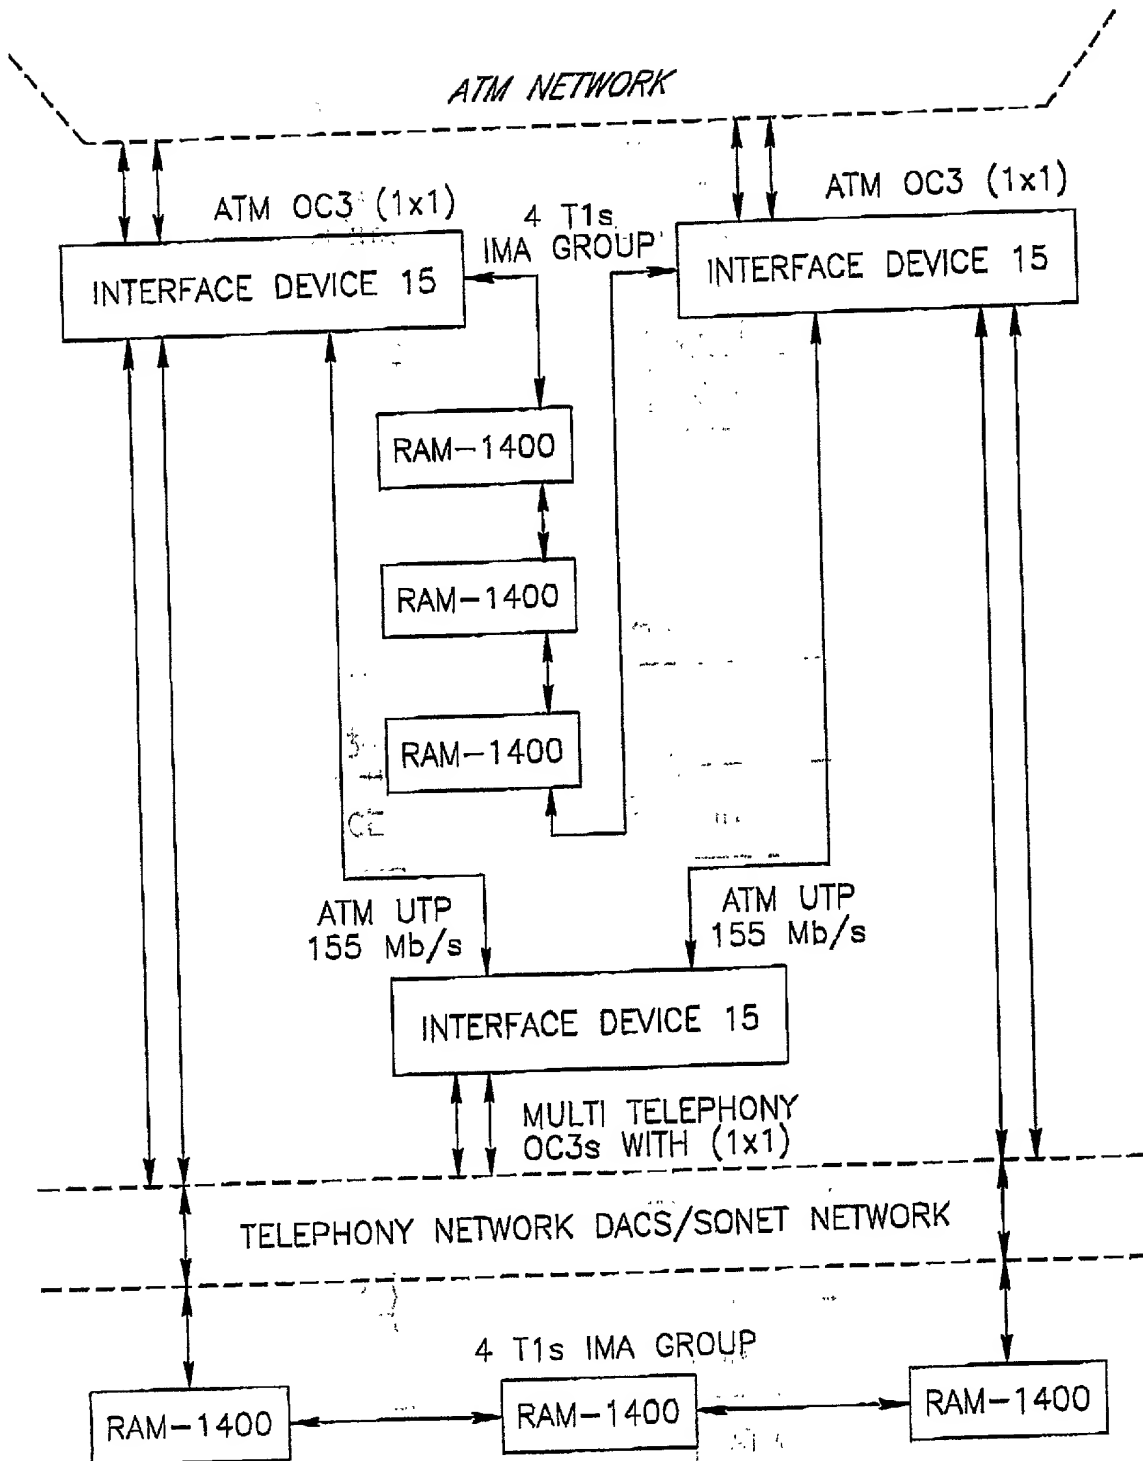 ATM NETWORK
ATM OC3 (1x1)
4 T1s
IMA GROUP
ATM OC3 (1x1)
INTERFACE DEVICE 15
INTERFACE DEVICE 15
RAM-1400
RAM-1400
RAM-1400
ATM UTP
155 Mb/s
ATM UTP
155 Mb/s
INTERFACE DEVICE 15
MULTI TELEPHONY
OC3s WITH (1x1)
TELEPHONY NETWORK DACS/SONET NETWORK
4 T1s IMA GROUP
RAM-1400
RAM-1400
RAM-1400